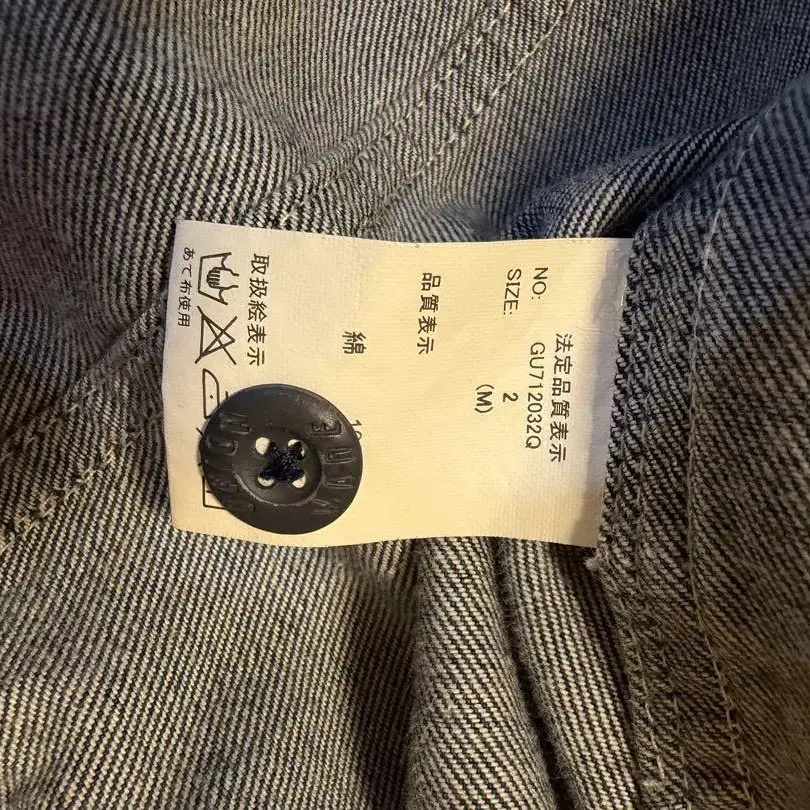 法定品質表示
NO: GU712032Q
SIZE: 2
(M)
品質表示
綿
取扱絵表示
あて布使用